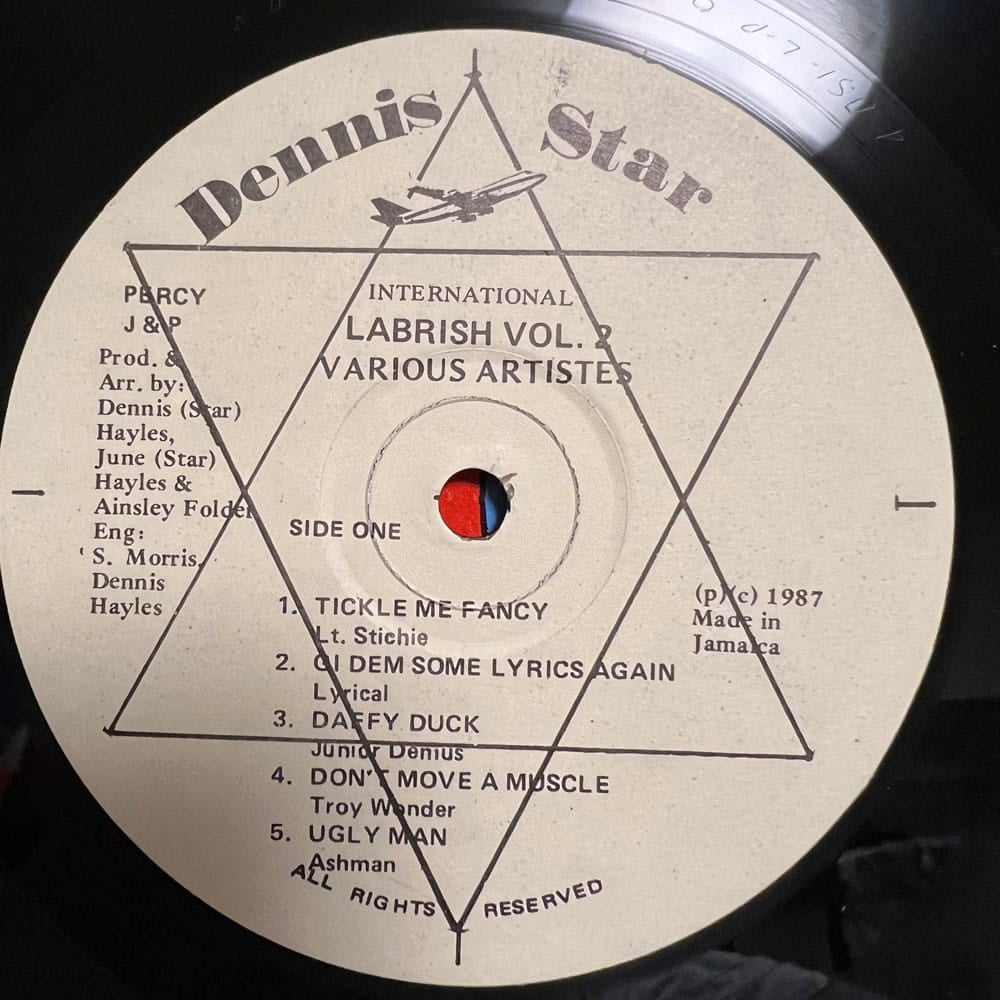 Dennis Star
INTERNATIONAL
LABRISH VOL. 2
VARIOUS ARTISTES
PERCY
J & P
Prod. &
Arr. by:
Dennis (Star)
Hayles,
June (Star)
Hayles &
Ainsley Folder
Eng:
S. Morris,
Dennis
Hayles
SIDE ONE
(p) (c) 1987
Made in
Jamaica
1. TICKLE ME FANCY
Lt. Stichie
2. GI DEM SOME LYRICS AGAIN
Lyrical
3. DAFFY DUCK
Junior Denius
4. DON'T MOVE A MUSCLE
Troy Wonder
5. UGLY MAN
Ashman
ALL RIGHTS RESERVED